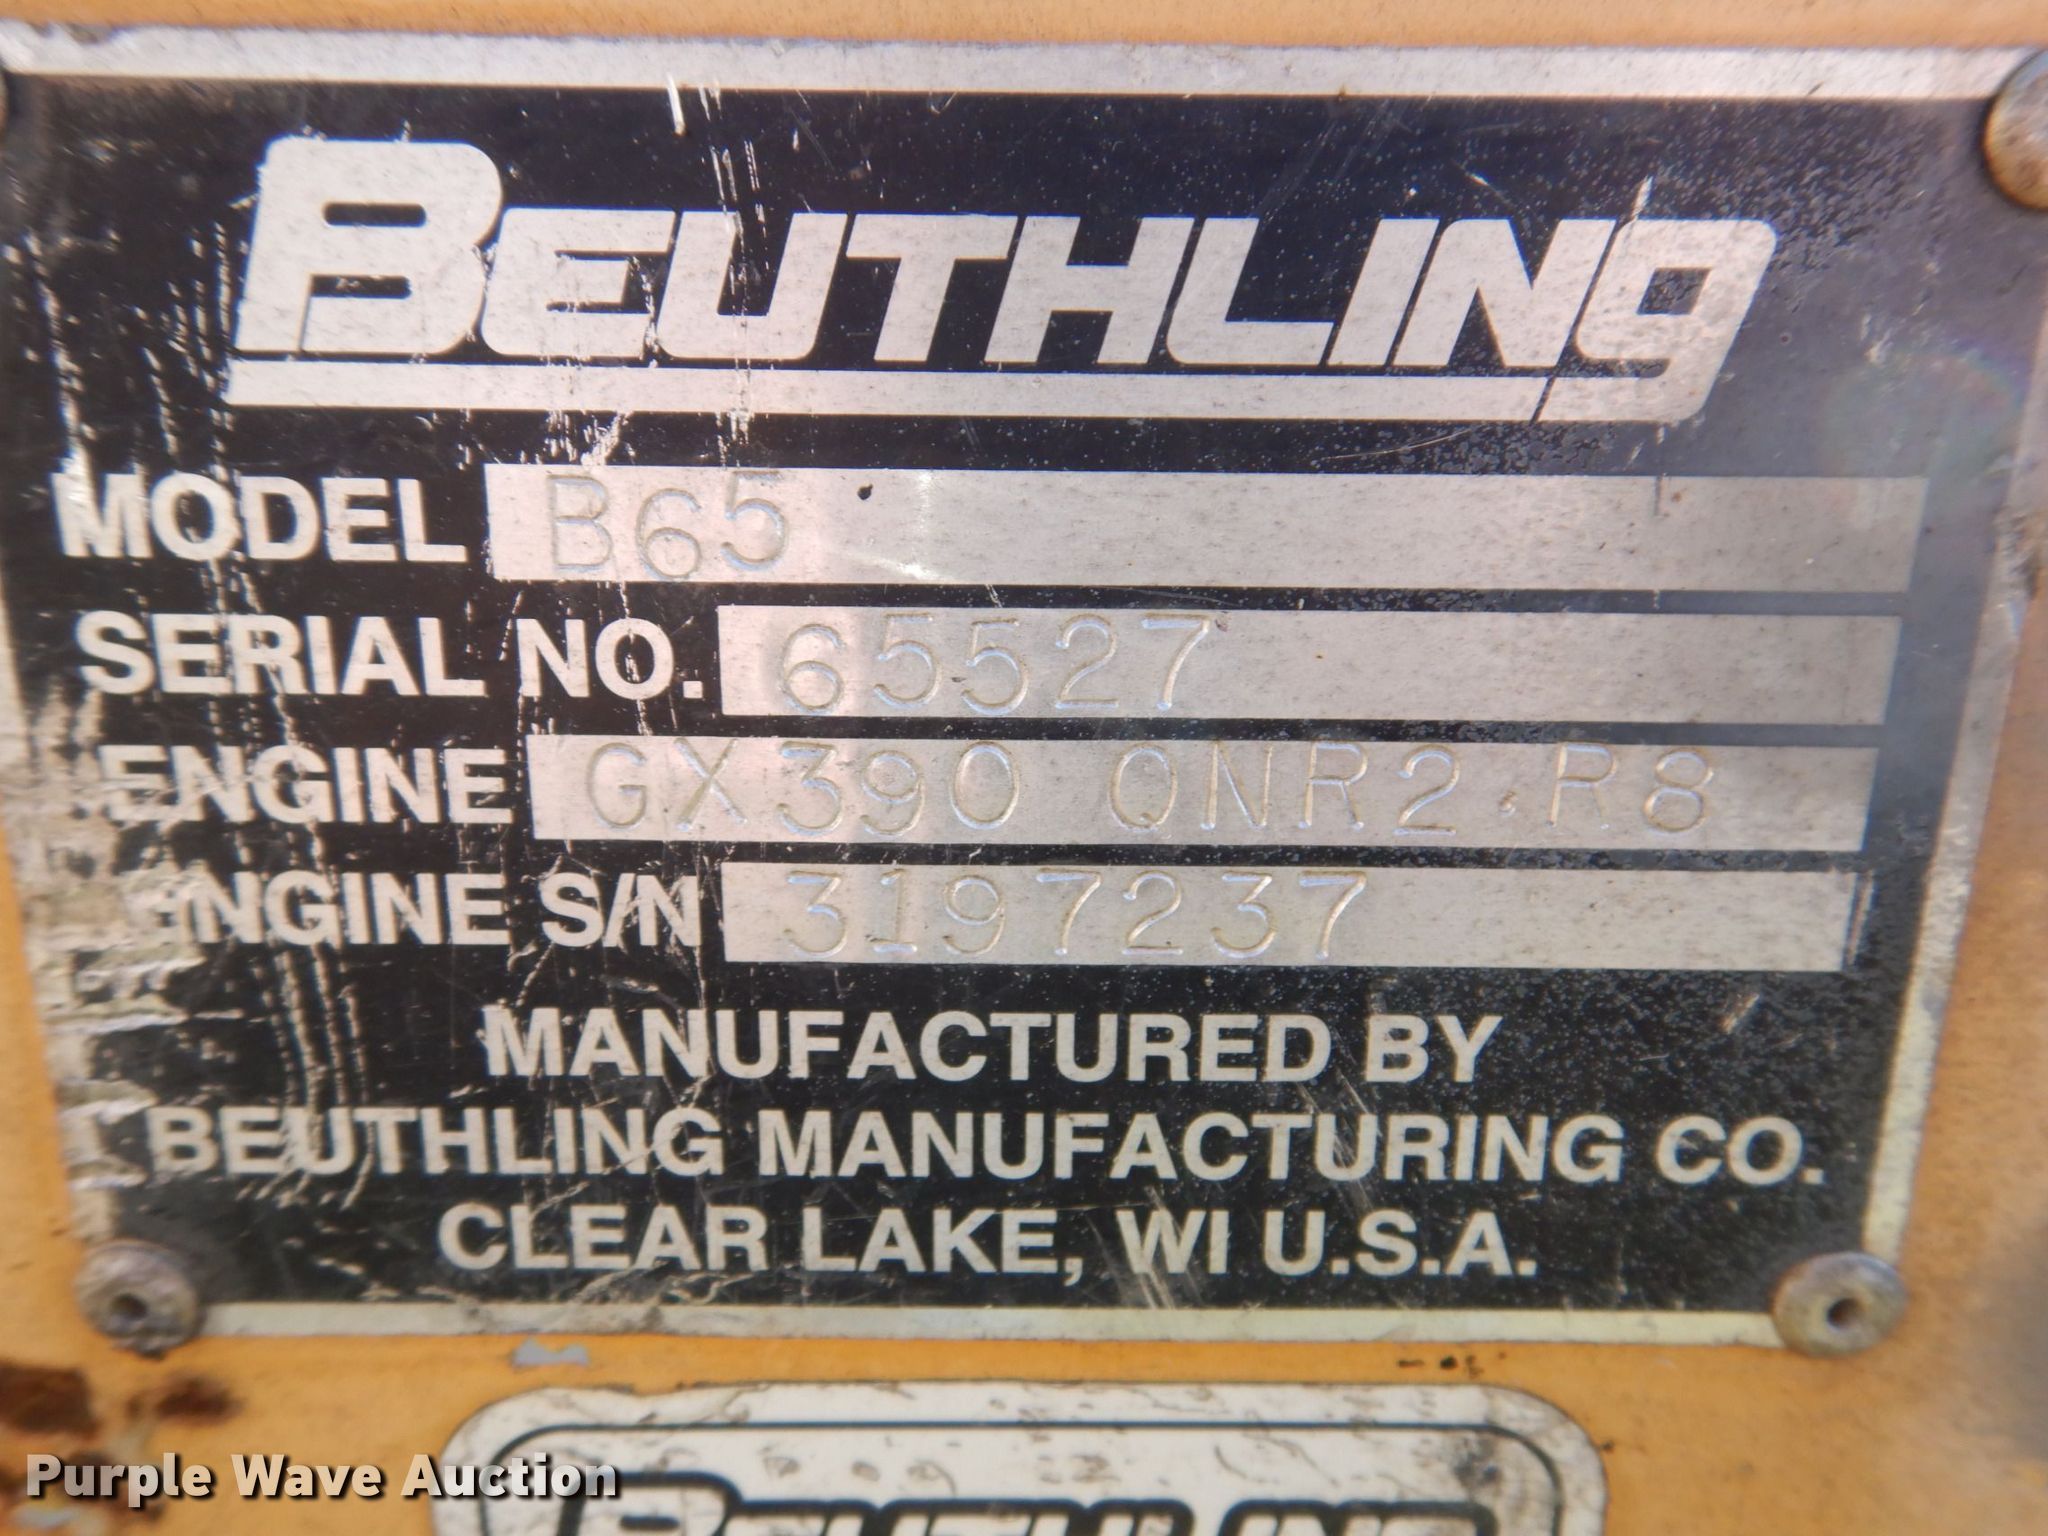 BEUTHLING
MODEL B65
SERIAL NO. 65527
ENGINE GX390 QNR2.R8
ENGINE S/N 3197237
MANUFACTURED BY
BEUTHLING MANUFACTURING CO.
CLEAR LAKE, WI U.S.A.
Purple Wave Auction
BEUTHLING